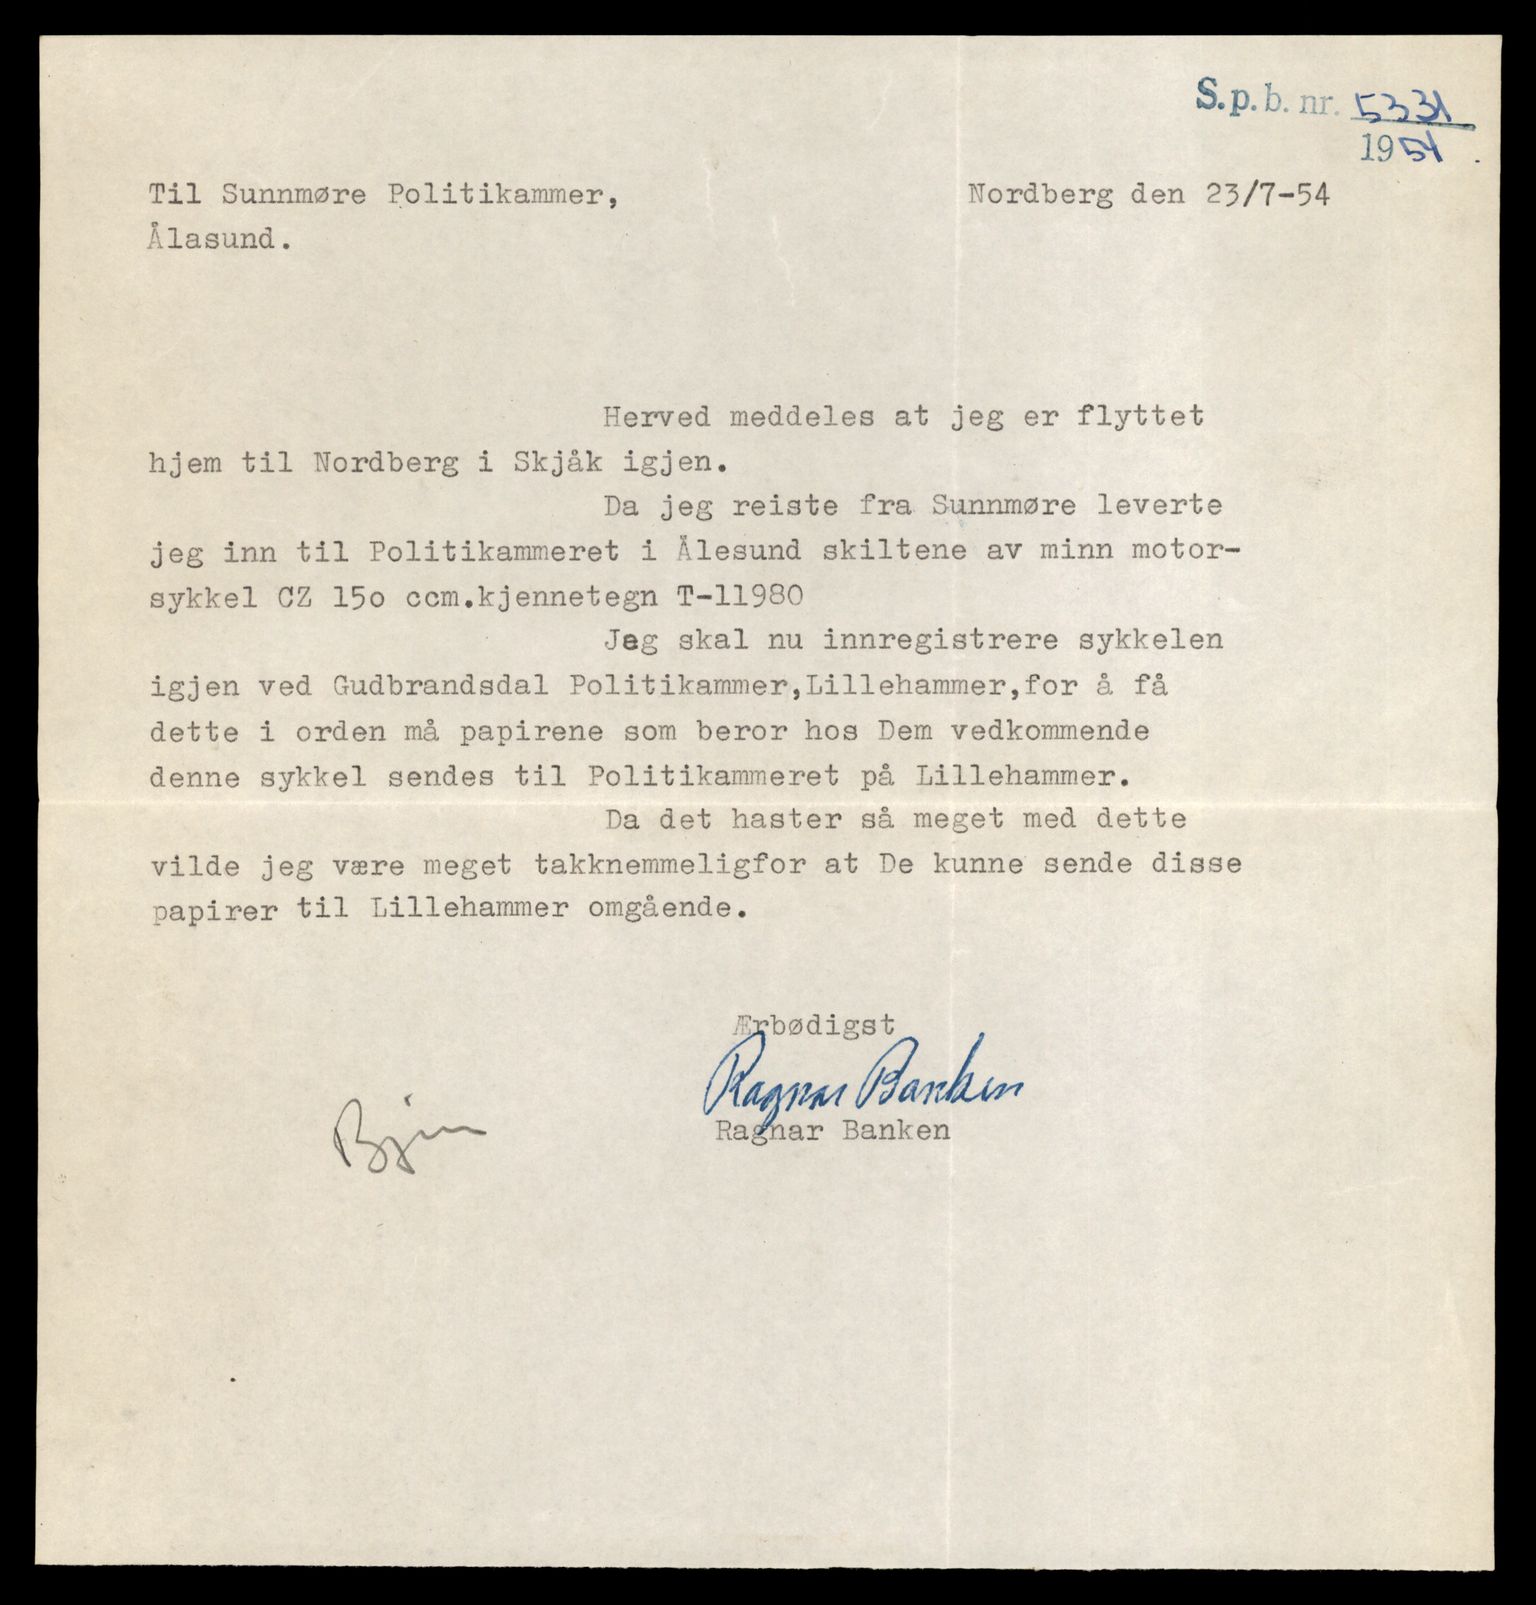 S.p.b. nr. 5331
1954.
Til Sunnmøre Politikammer, Nordberg den 23/7-54
Ålasund.
Herved meddeles at jeg er flyttet
hjem til Nordberg i Skjåk igjen.
Da jeg reiste fra Sunnmøre leverte
jeg inn til Politikammeret i Ålesund skiltene av minn motor-
sykkel CZ 15o ccm.kjennetegn T-11980
Jeg skal nu innregistrere sykkelen
igjen ved Gudbrandsdal Politikammer,Lillehammer,for å få
dette i orden må papirene som beror hos Dem vedkommende
denne sykkel sendes til Politikammeret på Lillehammer.
Da det haster så meget med dette
vilde jeg være meget takknemmeligfor at De kunne sende disse
papirer til Lillehammer omgående.
Ærbødigst
Ragnar Banken
Ragnar Banken